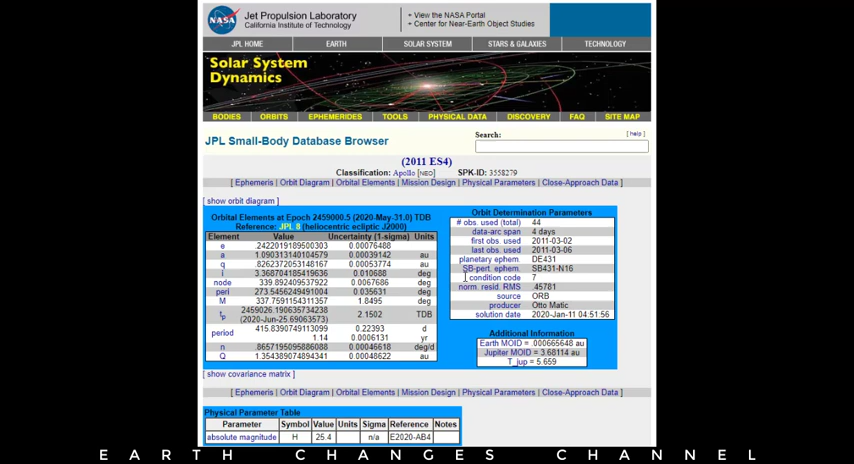 NASA
Jet Propulsion Laboratory
California Institute of Technology
+ View the NASA Portal
+ Center for Near-Earth Object Studies
JPL HOME EARTH SOLAR SYSTEM STARS & GALAXIES TECHNOLOGY
Solar System
Dynamics
BODIES ORBITS EPHEMERIDES TOOLS PHYSICAL DATA DISCOVERY FAQ SITE MAP
JPL Small-Body Database Browser
Search: [ help ]
(2011 ES4)
Classification: Apollo [NEO] SPK-ID: 3558279
[ Ephemeris | Orbit Diagram | Orbital Elements | Mission Design | Physical Parameters | Close-Approach Data ]
[ show orbit diagram ]
Orbital Elements at Epoch 2459000.5 (2020-May-31.0) TDB
Reference: JPL 8 (heliocentric ecliptic J2000)
Element Value Uncertainty (1-sigma) Units
e .2422019189500303 0.00076488
a 1.090313140104579 0.00039142 au
q .8262372053148167 0.00053774 au
i 3.368704185419636 0.010688 deg
node 339.892409537922 0.0067686 deg
peri 273.5456249491004 0.035631 deg
M 337.7591154311357 1.8495 deg
tp 2459026.190635734238
(2020-Jun-25.69063573) 2.1502 TDB
period 415.8390749113099
1.14 0.22393
0.0006131 d
yr
n .8657195095886088 0.00046618 deg/d
Q 1.354389074894341 0.00048622 au
Orbit Determination Parameters
# obs. used (total) 44
data-arc span 4 days
first obs. used 2011-03-02
last obs. used 2011-03-06
planetary ephem. DE431
SB-pert. ephem. SB431-N16
condition code 7
norm. resid. RMS .45781
source ORB
producer Otto Matic
solution date 2020-Jan-11 04:51:56
Additional Information
Earth MOID = .000665648 au
Jupiter MOID = 3.68114 au
T_jup = 5.659
[ show covariance matrix ]
[ Ephemeris | Orbit Diagram | Orbital Elements | Mission Design | Physical Parameters | Close-Approach Data ]
Physical Parameter Table
Parameter Symbol Value Units Sigma Reference Notes
absolute magnitude H 25.4 n/a E2020-AB4
EARTH CHANGES CHANNEL